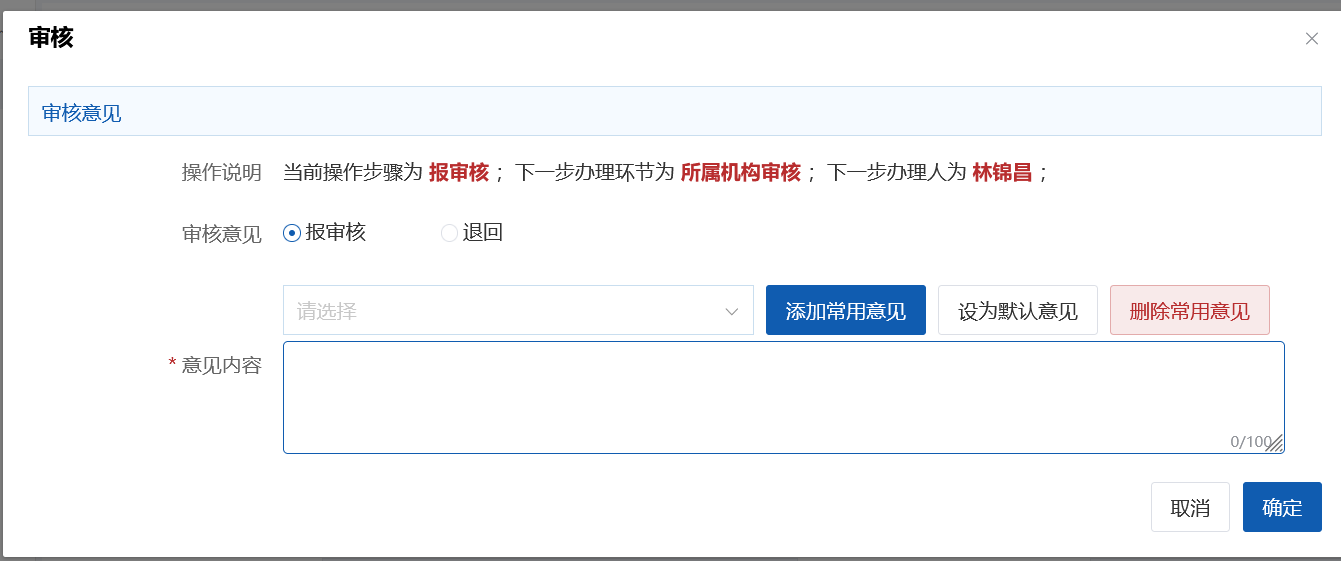 审核
审核意见
操作说明 当前操作步骤为 报审核 ； 下一步办理环节为 所属机构审核 ； 下一步办理人为 林锦昌 ；
审核意见 报审核 退回
请选择 添加常用意见 设为默认意见 删除常用意见
* 意见内容
0/100
取消 确定